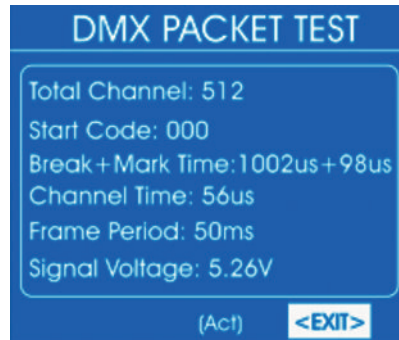 DMX PACKET TEST
Total Channel: 512
Start Code: 000
Break+Mark Time:1002us+98us
Channel Time: 56us
Frame Period: 50ms
Signal Voltage: 5.26V
(Act) <EXIT>